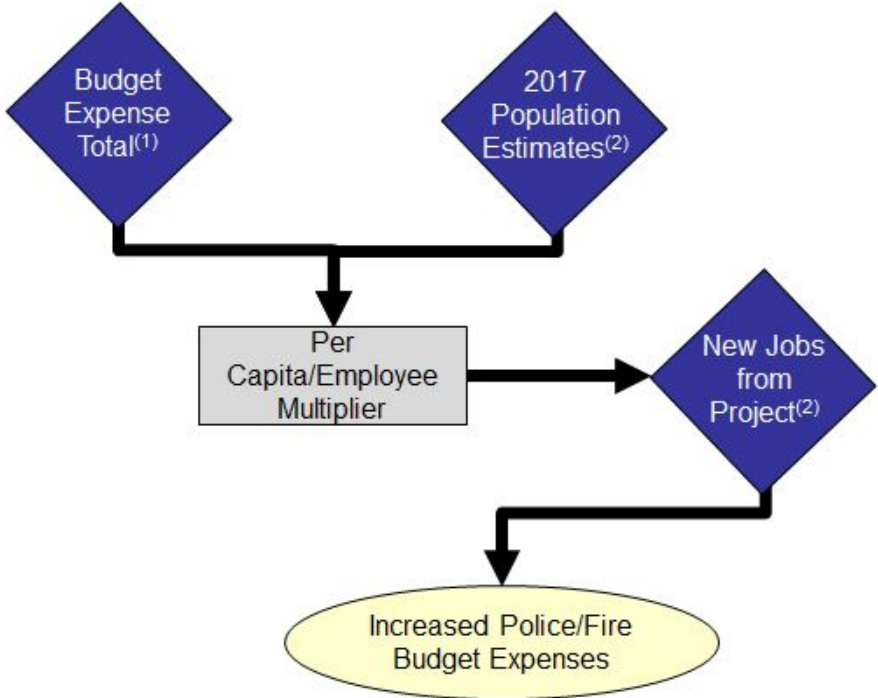 Budget
Expense
Total(1)
2017
Population
Estimates(2)
Per
Capita/Employee
Multiplier
New Jobs
from
Project(2)
Increased Police/Fire
Budget Expenses